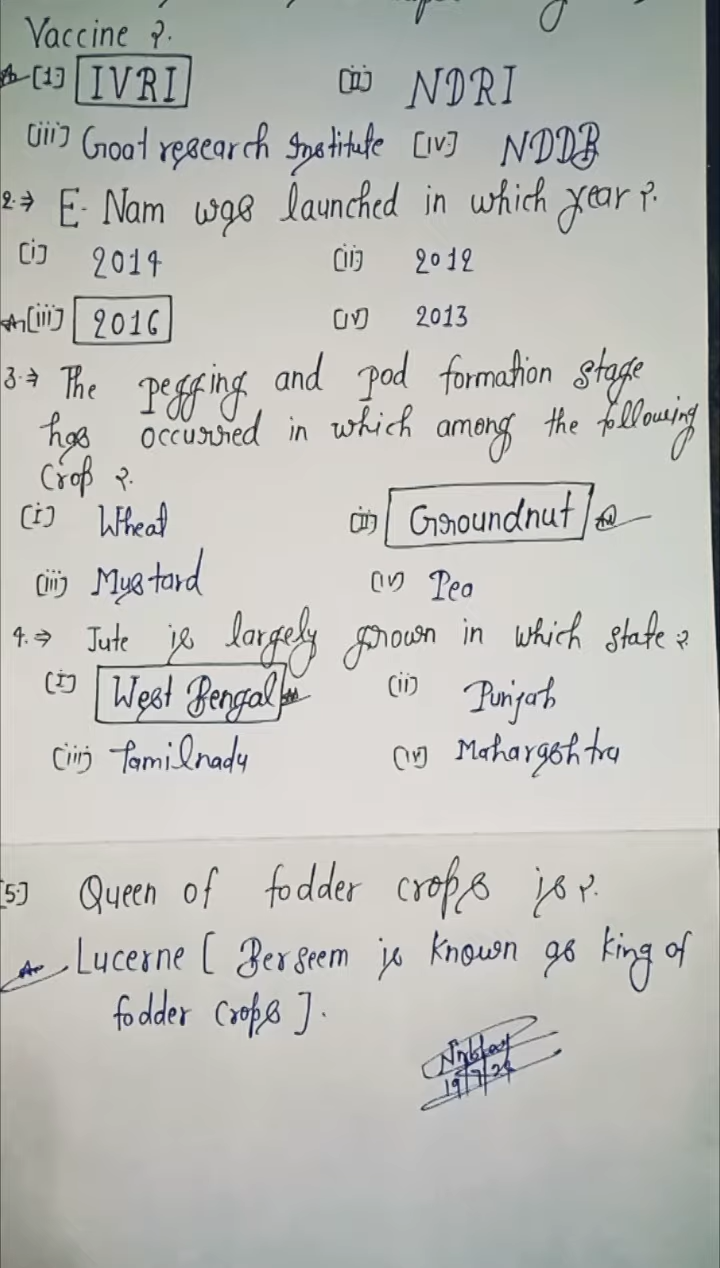 Vaccine ?.
[i] IVRI [ii] NDRI
[iii] Goat research Institute [iv] NDDB
2.⇒ E- Nam was launched in which year ?.
[i] 2014 [ii] 2012
[iii] 2016 [iv] 2013
3.⇒ The pegging and pod formation stage
has occurred in which among the following
Crop ?.
[i] Wheat [ii] Groundnut
[iii] Mustard [iv] Pea
4.⇒ Jute is largely grown in which state ?
[i] West Bengal [ii] Punjab
[iii] Tamilnadu [iv] Maharashtra
[5.] Queen of fodder crops is ?.
Lucerne [ Berseem is known as king of
fodder crops ].